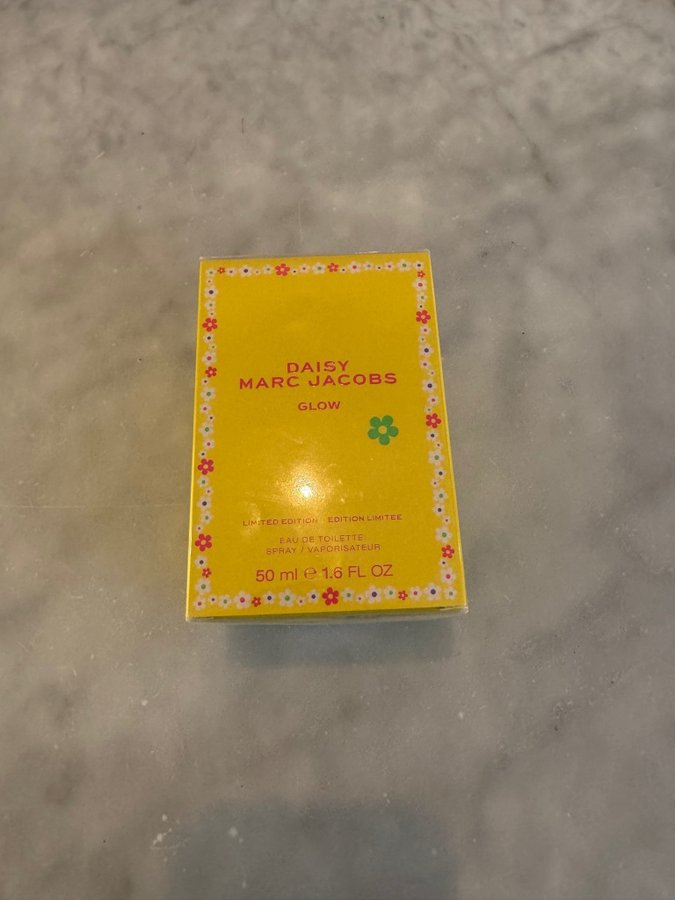 DAISY
MARC JACOBS
GLOW
LIMITED EDITION - EDITION LIMITEE
EAU DE TOILETTE
SPRAY / VAPORISATEUR
50 ml ℮ 1.6 FL OZ